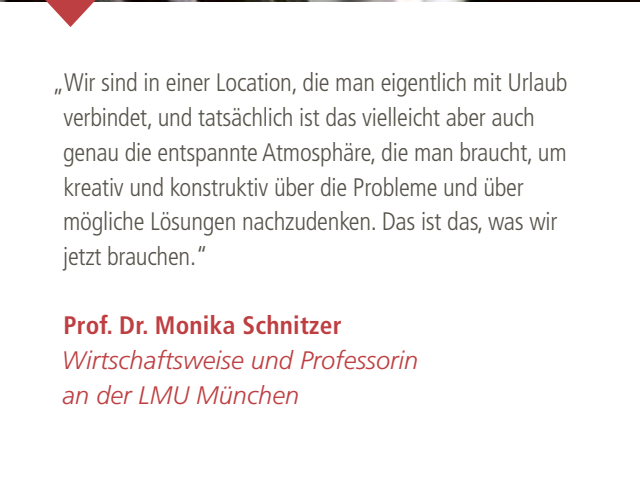 „Wir sind in einer Location, die man eigentlich mit Urlaub
verbindet, und tatsächlich ist das vielleicht aber auch
genau die entspannte Atmosphäre, die man braucht, um
kreativ und konstruktiv über die Probleme und über
mögliche Lösungen nachzudenken. Das ist das, was wir
jetzt brauchen.“
Prof. Dr. Monika Schnitzer
Wirtschaftsweise und Professorin
an der LMU München